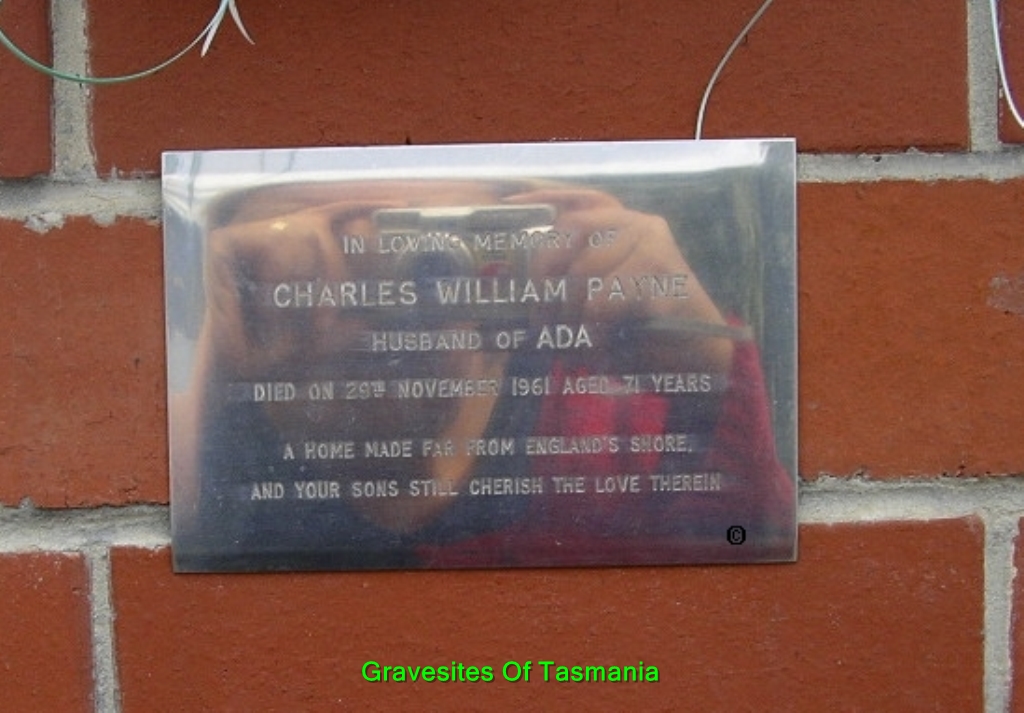 IN LOVING MEMORY OF
CHARLES WILLIAM PAYNE
HUSBAND OF ADA
DIED ON 29TH NOVEMBER 1961 AGED 71 YEARS
A HOME MADE FAR FROM ENGLAND'S SHORE,
AND YOUR SONS STILL CHERISH THE LOVE THEREIN
©
Gravesites Of Tasmania